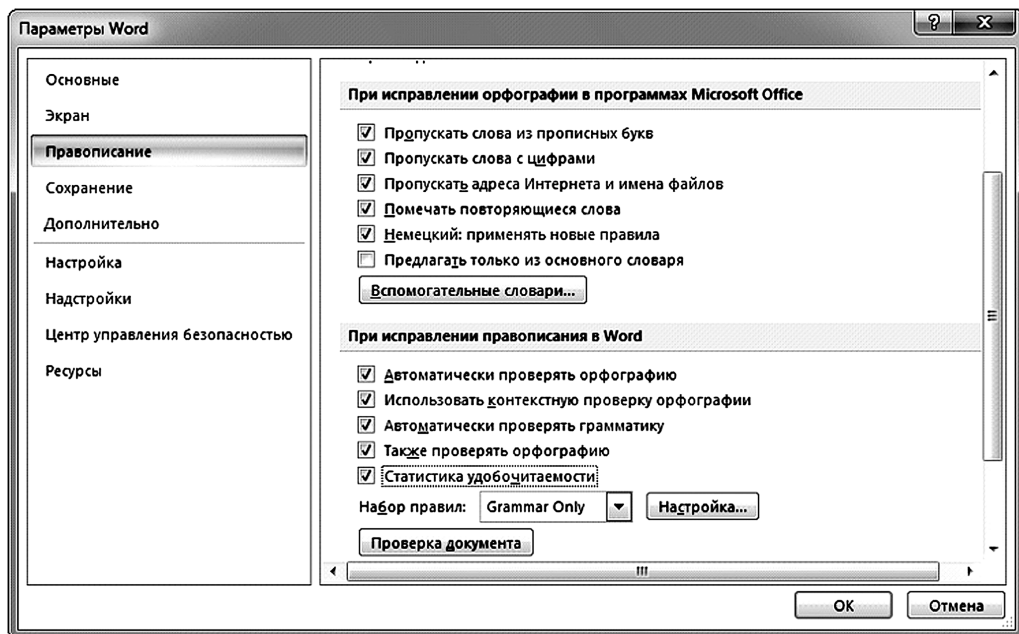 Параметры Word
Основные
Экран
Правописание
Сохранение
Дополнительно
Настройка
Надстройки
Центр управления безопасностью
Ресурсы
При исправлении орфографии в программах Microsoft Office
Пропускать слова из прописных букв
Пропускать слова с цифрами
Пропускать адреса Интернета и имена файлов
Помечать повторяющиеся слова
Немецкий: применять новые правила
Предлагать только из основного словаря
Вспомогательные словари...
При исправлении правописания в Word
Автоматически проверять орфографию
Использовать контекстную проверку орфографии
Автоматически проверять грамматику
Также проверять орфографию
Статистика удобочитаемости
Набор правил: Grammar Only Настройка...
Проверка документа
ОК Отмена